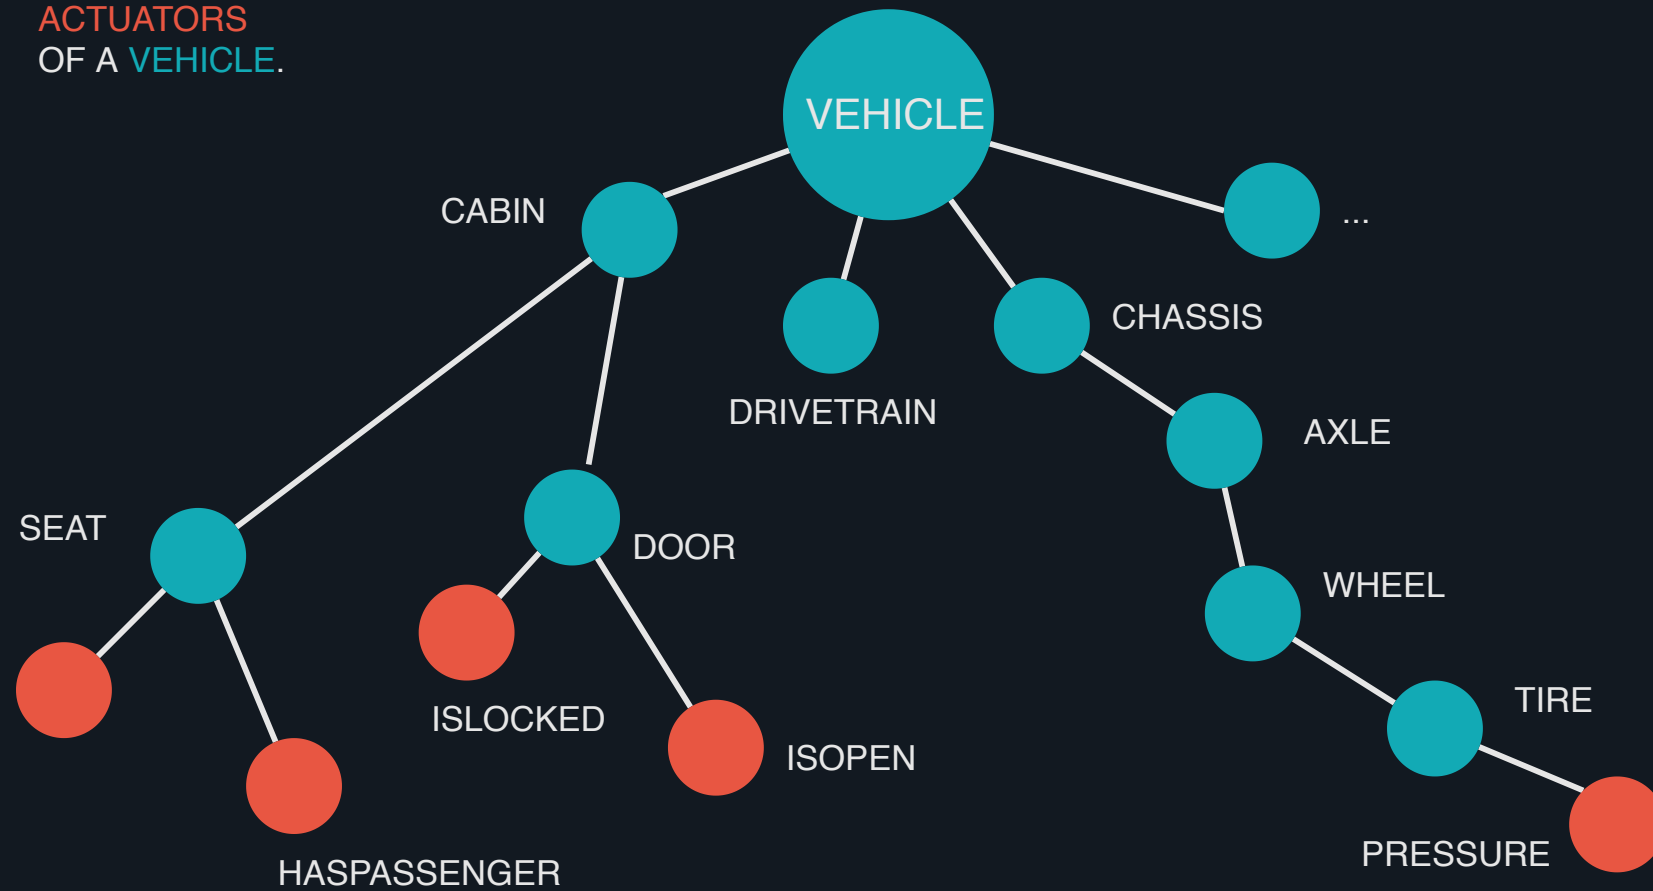 ACTUATORS
OF A VEHICLE.
VEHICLE
CABIN
...
CHASSIS
DRIVETRAIN
AXLE
SEAT
DOOR
WHEEL
TIRE
ISLOCKED
ISOPEN
PRESSURE
HASPASSENGER